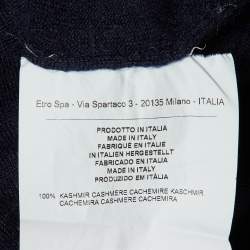 Etro Spa - Via Spartaco 3 - 20135 Milano - ITALIA
PRODOTTO IN ITALIA
MADE IN ITALY
FABRIQUÉ EN ITALIE
IN ITALIEN HERGESTELLT
FABRICADO EN ITALIA
MADE IN ITALY
PRODUZIDO EM ITÁLIA
100% KASHMIR CASHMERE CACHEMIRE KASCHMIR
CACHEMIRA CASHMERE CACHEMIRA